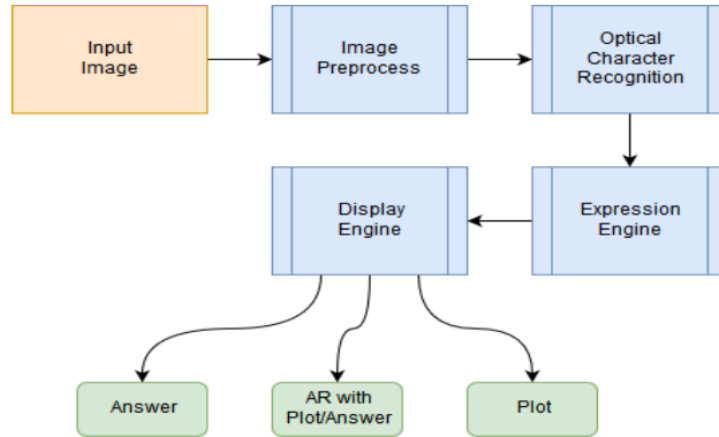 Input
Image
Image
Preprocess
Optical
Character
Recognition
Display
Engine
Expression
Engine
Answer
AR with
Plot/Answer
Plot